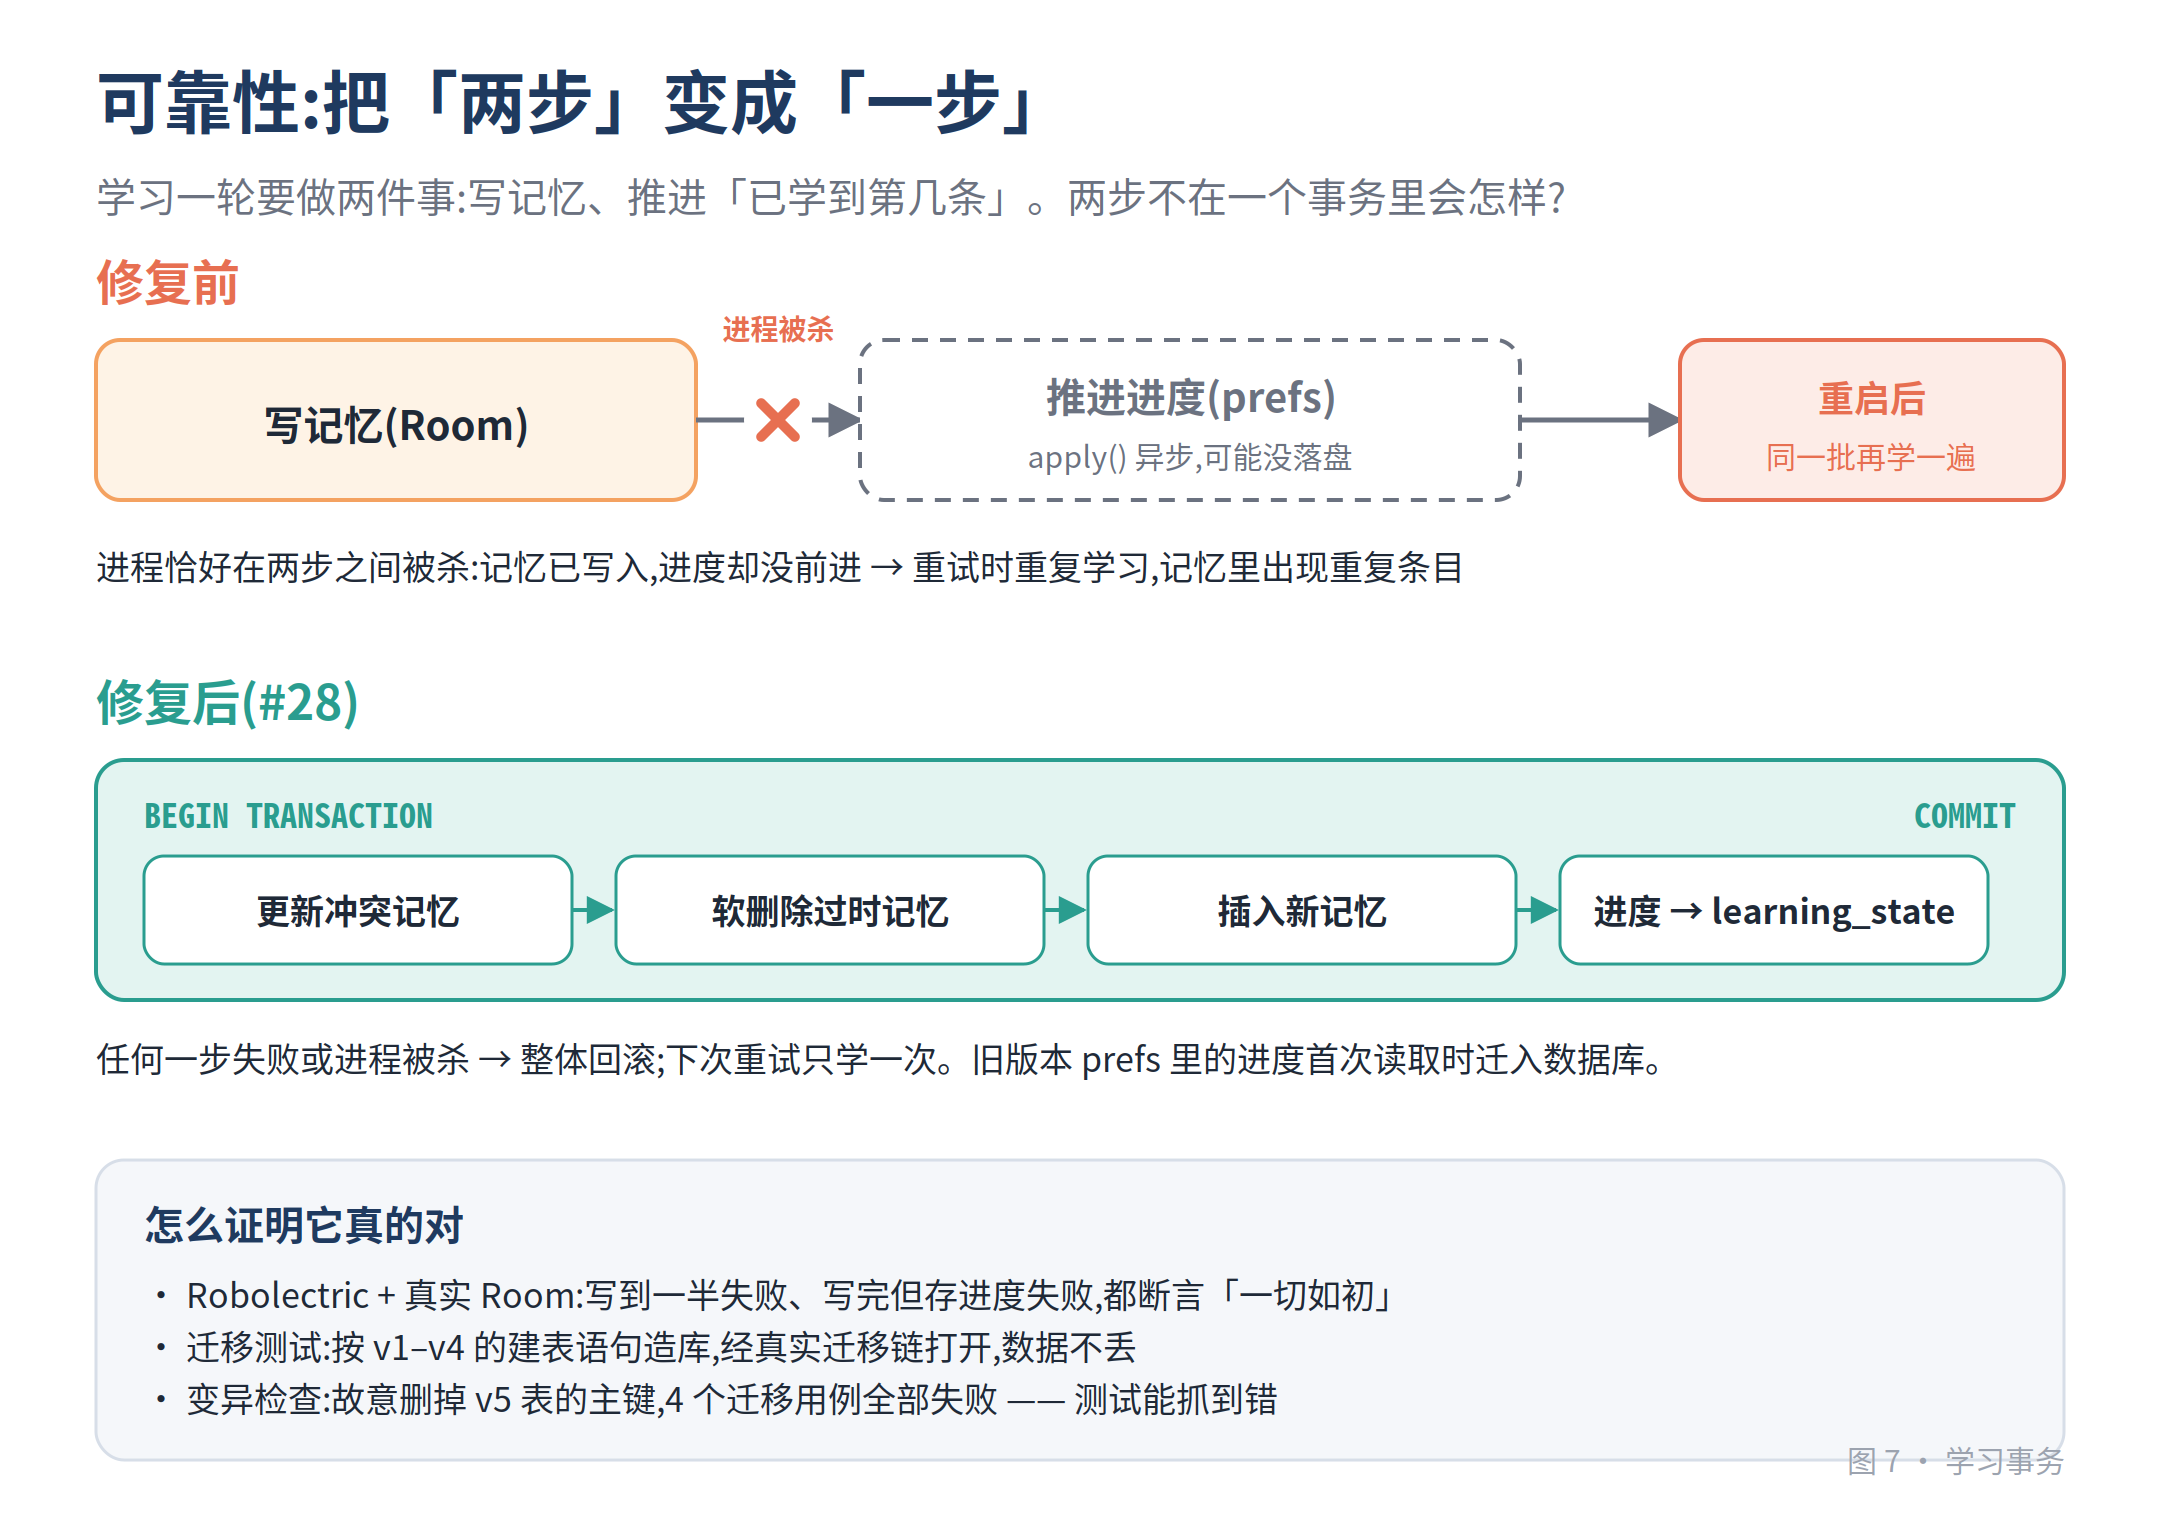 可靠性:把「两步」变成「一步」
学习一轮要做两件事:写记忆、推进「已学到第几条」。两步不在一个事务里会怎样?
修复前
进程被杀
写记忆(Room)
推进进度(prefs)
apply() 异步,可能没落盘
重启后
同一批再学一遍
进程恰好在两步之间被杀:记忆已写入,进度却没前进 → 重试时重复学习,记忆里出现重复条目
修复后(#28)
BEGIN TRANSACTION
COMMIT
更新冲突记忆
软删除过时记忆
插入新记忆
进度 → learning_state
任何一步失败或进程被杀 → 整体回滚;下次重试只学一次。旧版本 prefs 里的进度首次读取时迁入数据库。
怎么证明它真的对
・ Robolectric + 真实 Room:写到一半失败、写完但存进度失败,都断言「一切如初」
・ 迁移测试:按 v1–v4 的建表语句造库,经真实迁移链打开,数据不丢
・ 变异检查:故意删掉 v5 表的主键,4 个迁移用例全部失败 —— 测试能抓到错
图 7 ・ 学习事务